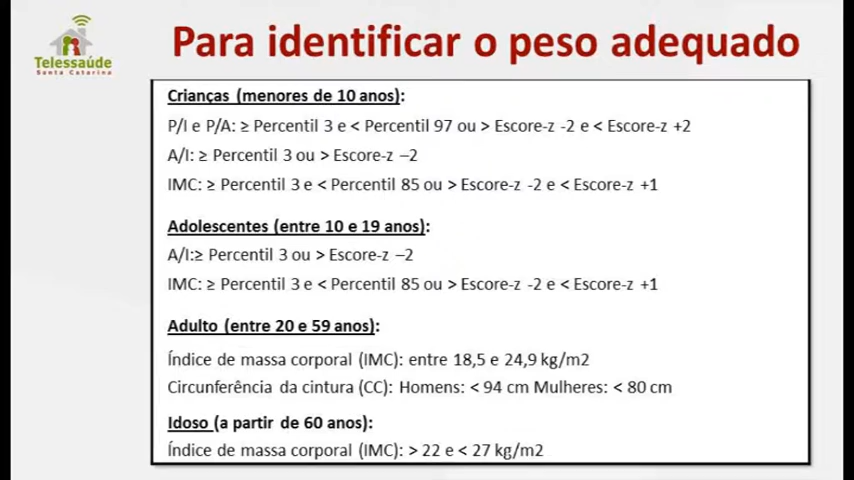 Telessaúde
Santa Catarina
Para identificar o peso adequado
Crianças (menores de 10 anos):
P/I e P/A: ≥ Percentil 3 e < Percentil 97 ou > Escore-z -2 e < Escore-z +2
A/I: ≥ Percentil 3 ou > Escore-z –2
IMC: ≥ Percentil 3 e < Percentil 85 ou > Escore-z -2 e < Escore-z +1
Adolescentes (entre 10 e 19 anos):
A/I:≥ Percentil 3 ou > Escore-z –2
IMC: ≥ Percentil 3 e < Percentil 85 ou > Escore-z -2 e < Escore-z +1
Adulto (entre 20 e 59 anos):
Índice de massa corporal (IMC): entre 18,5 e 24,9 kg/m2
Circunferência da cintura (CC): Homens: < 94 cm Mulheres: < 80 cm
Idoso (a partir de 60 anos):
Índice de massa corporal (IMC): > 22 e < 27 kg/m2